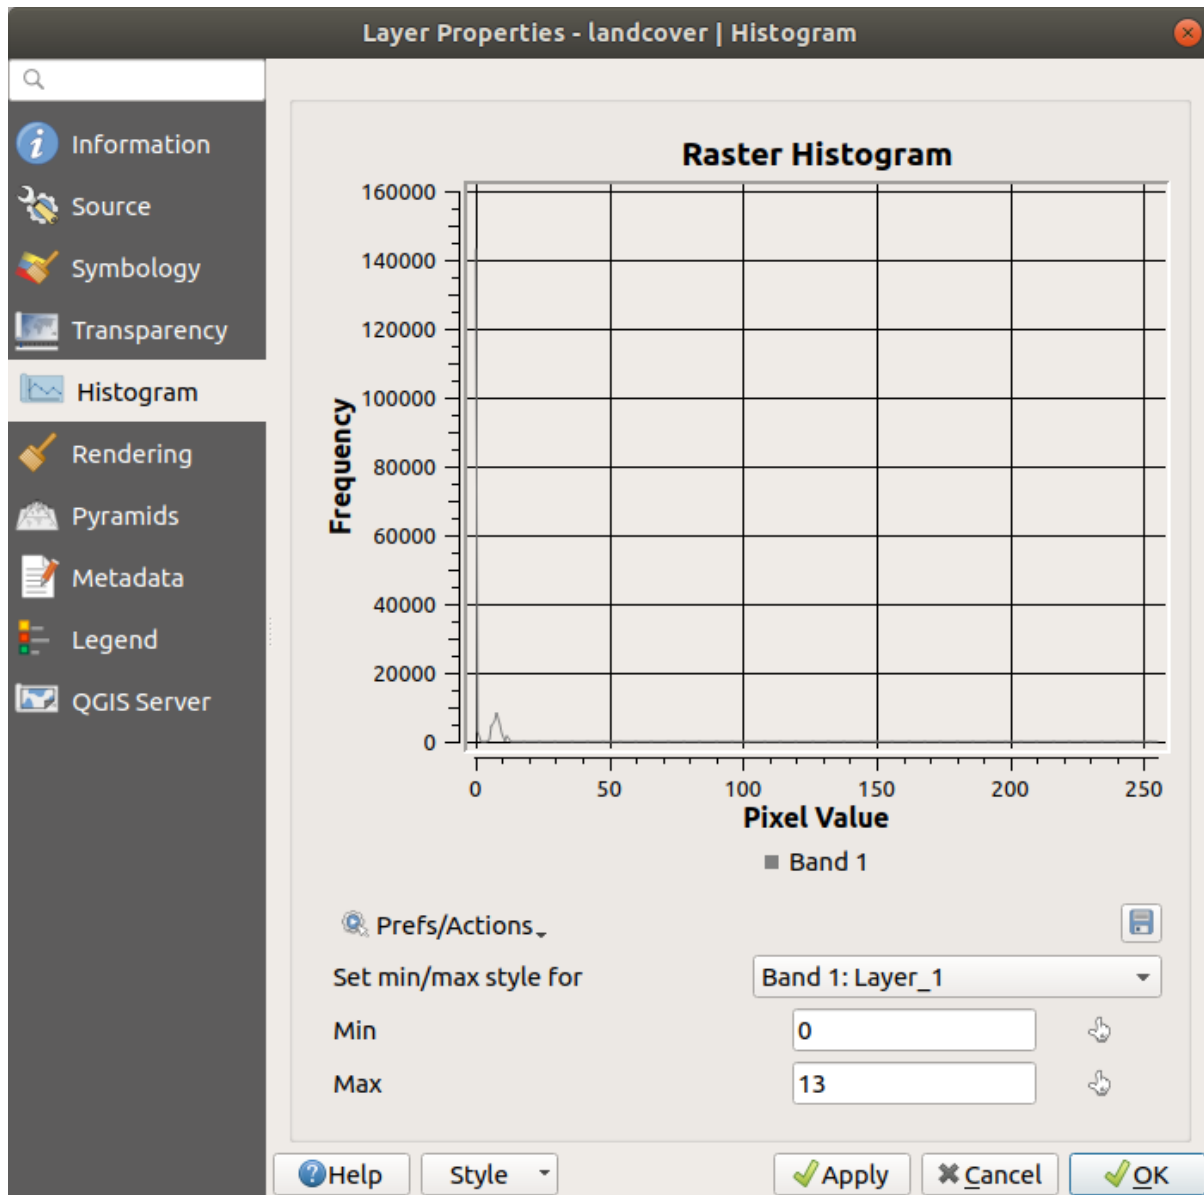 Layer Properties - landcover | Histogram
Information
Source
Symbology
Transparency
Histogram
Rendering
Pyramids
Metadata
Legend
QGIS Server
Raster Histogram
160000
140000
120000
100000
80000
60000
40000
20000
0
Frequency
0 50 100 150 200 250
Pixel Value
Band 1
Prefs/Actions
Set min/max style for Band 1: Layer_1
Min 0
Max 13
Help Style Apply Cancel OK